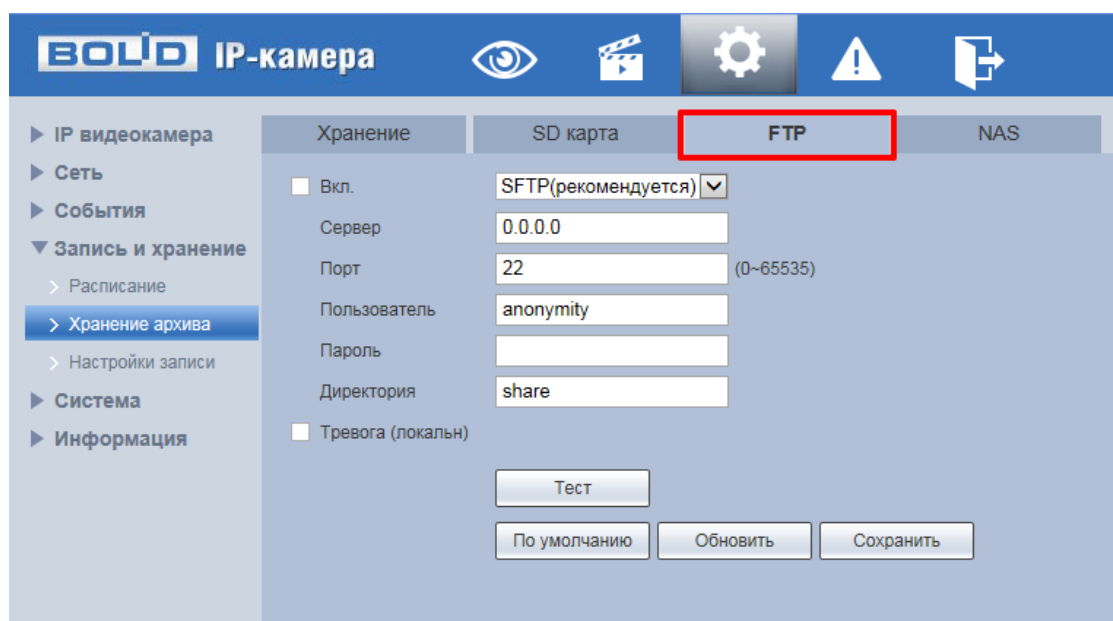 BOLID IP-камера
IP видеокамера
Сеть
События
Запись и хранение
Расписание
Хранение архива
Настройки записи
Система
Информация
Хранение SD карта FTP NAS
Вкл. SFTP(рекомендуется)
Сервер 0.0.0.0
Порт 22 (0~65535)
Пользователь anonymity
Пароль
Директория share
Тревога (локальн)
Тест
По умолчанию Обновить Сохранить